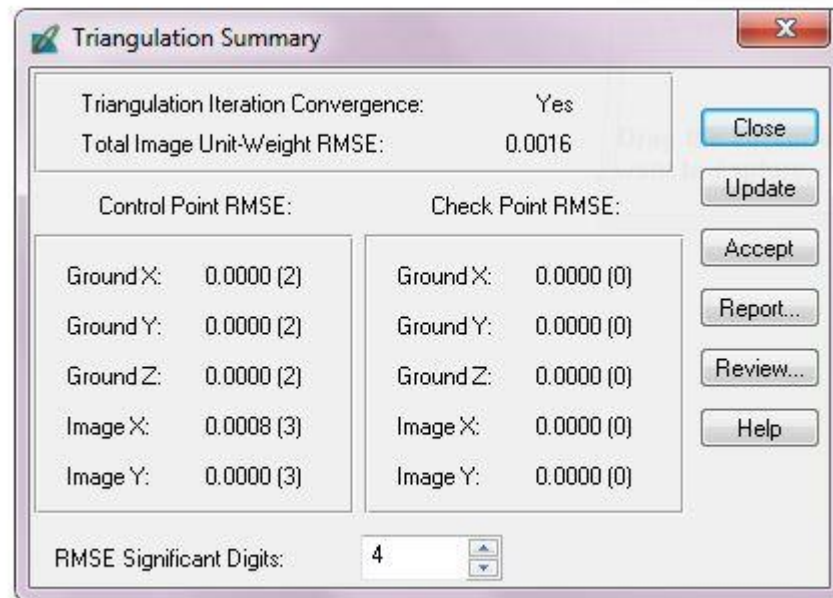 Triangulation Summary
Triangulation Iteration Convergence: Yes
Total Image Unit-Weight RMSE: 0.0016
Control Point RMSE:
Ground X: 0.0000 (2)
Ground Y: 0.0000 (2)
Ground Z: 0.0000 (2)
Image X: 0.0008 (3)
Image Y: 0.0000 (3)
Check Point RMSE:
Ground X: 0.0000 (0)
Ground Y: 0.0000 (0)
Ground Z: 0.0000 (0)
Image X: 0.0000 (0)
Image Y: 0.0000 (0)
RMSE Significant Digits: 4
Close
Update
Accept
Report...
Review...
Help